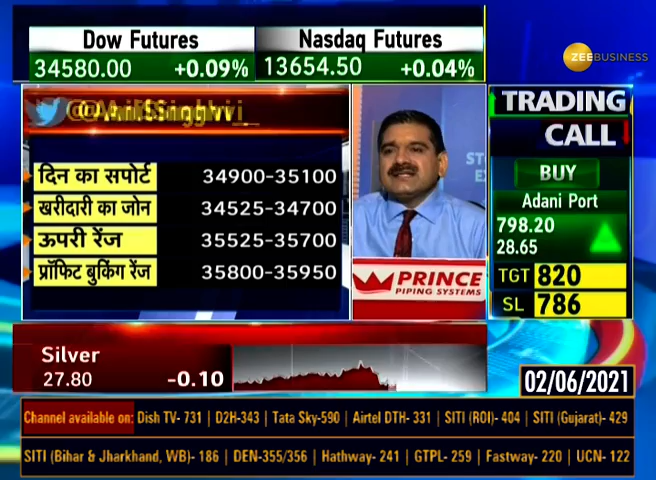 Dow Futures
34580.00 +0.09%
Nasdaq Futures
13654.50 +0.04%
ZEE BUSINESS
दिन का सपोर्ट 34900-35100
खरीदारी का जोन 34525-34700
ऊपरी रेंज 35525-35700
प्रॉफिट बुकिंग रेंज 35800-35950
PRINCE
PIPING SYSTEMS
TRADING
CALL
BUY
Adani Port
798.20
28.65
TGT 820
SL 786
Silver
27.80 -0.10
02/06/2021
Channel available on: Dish TV- 731 | D2H-343 | Tata Sky-590 | Airtel DTH- 331 | SITI (ROI)- 404 | SITI (Gujarat)- 429
SITI (Bihar & Jharkhand, WB)- 186 | DEN-355/356 | Hathway- 241 | GTPL- 259 | Fastway- 220 | UCN- 122